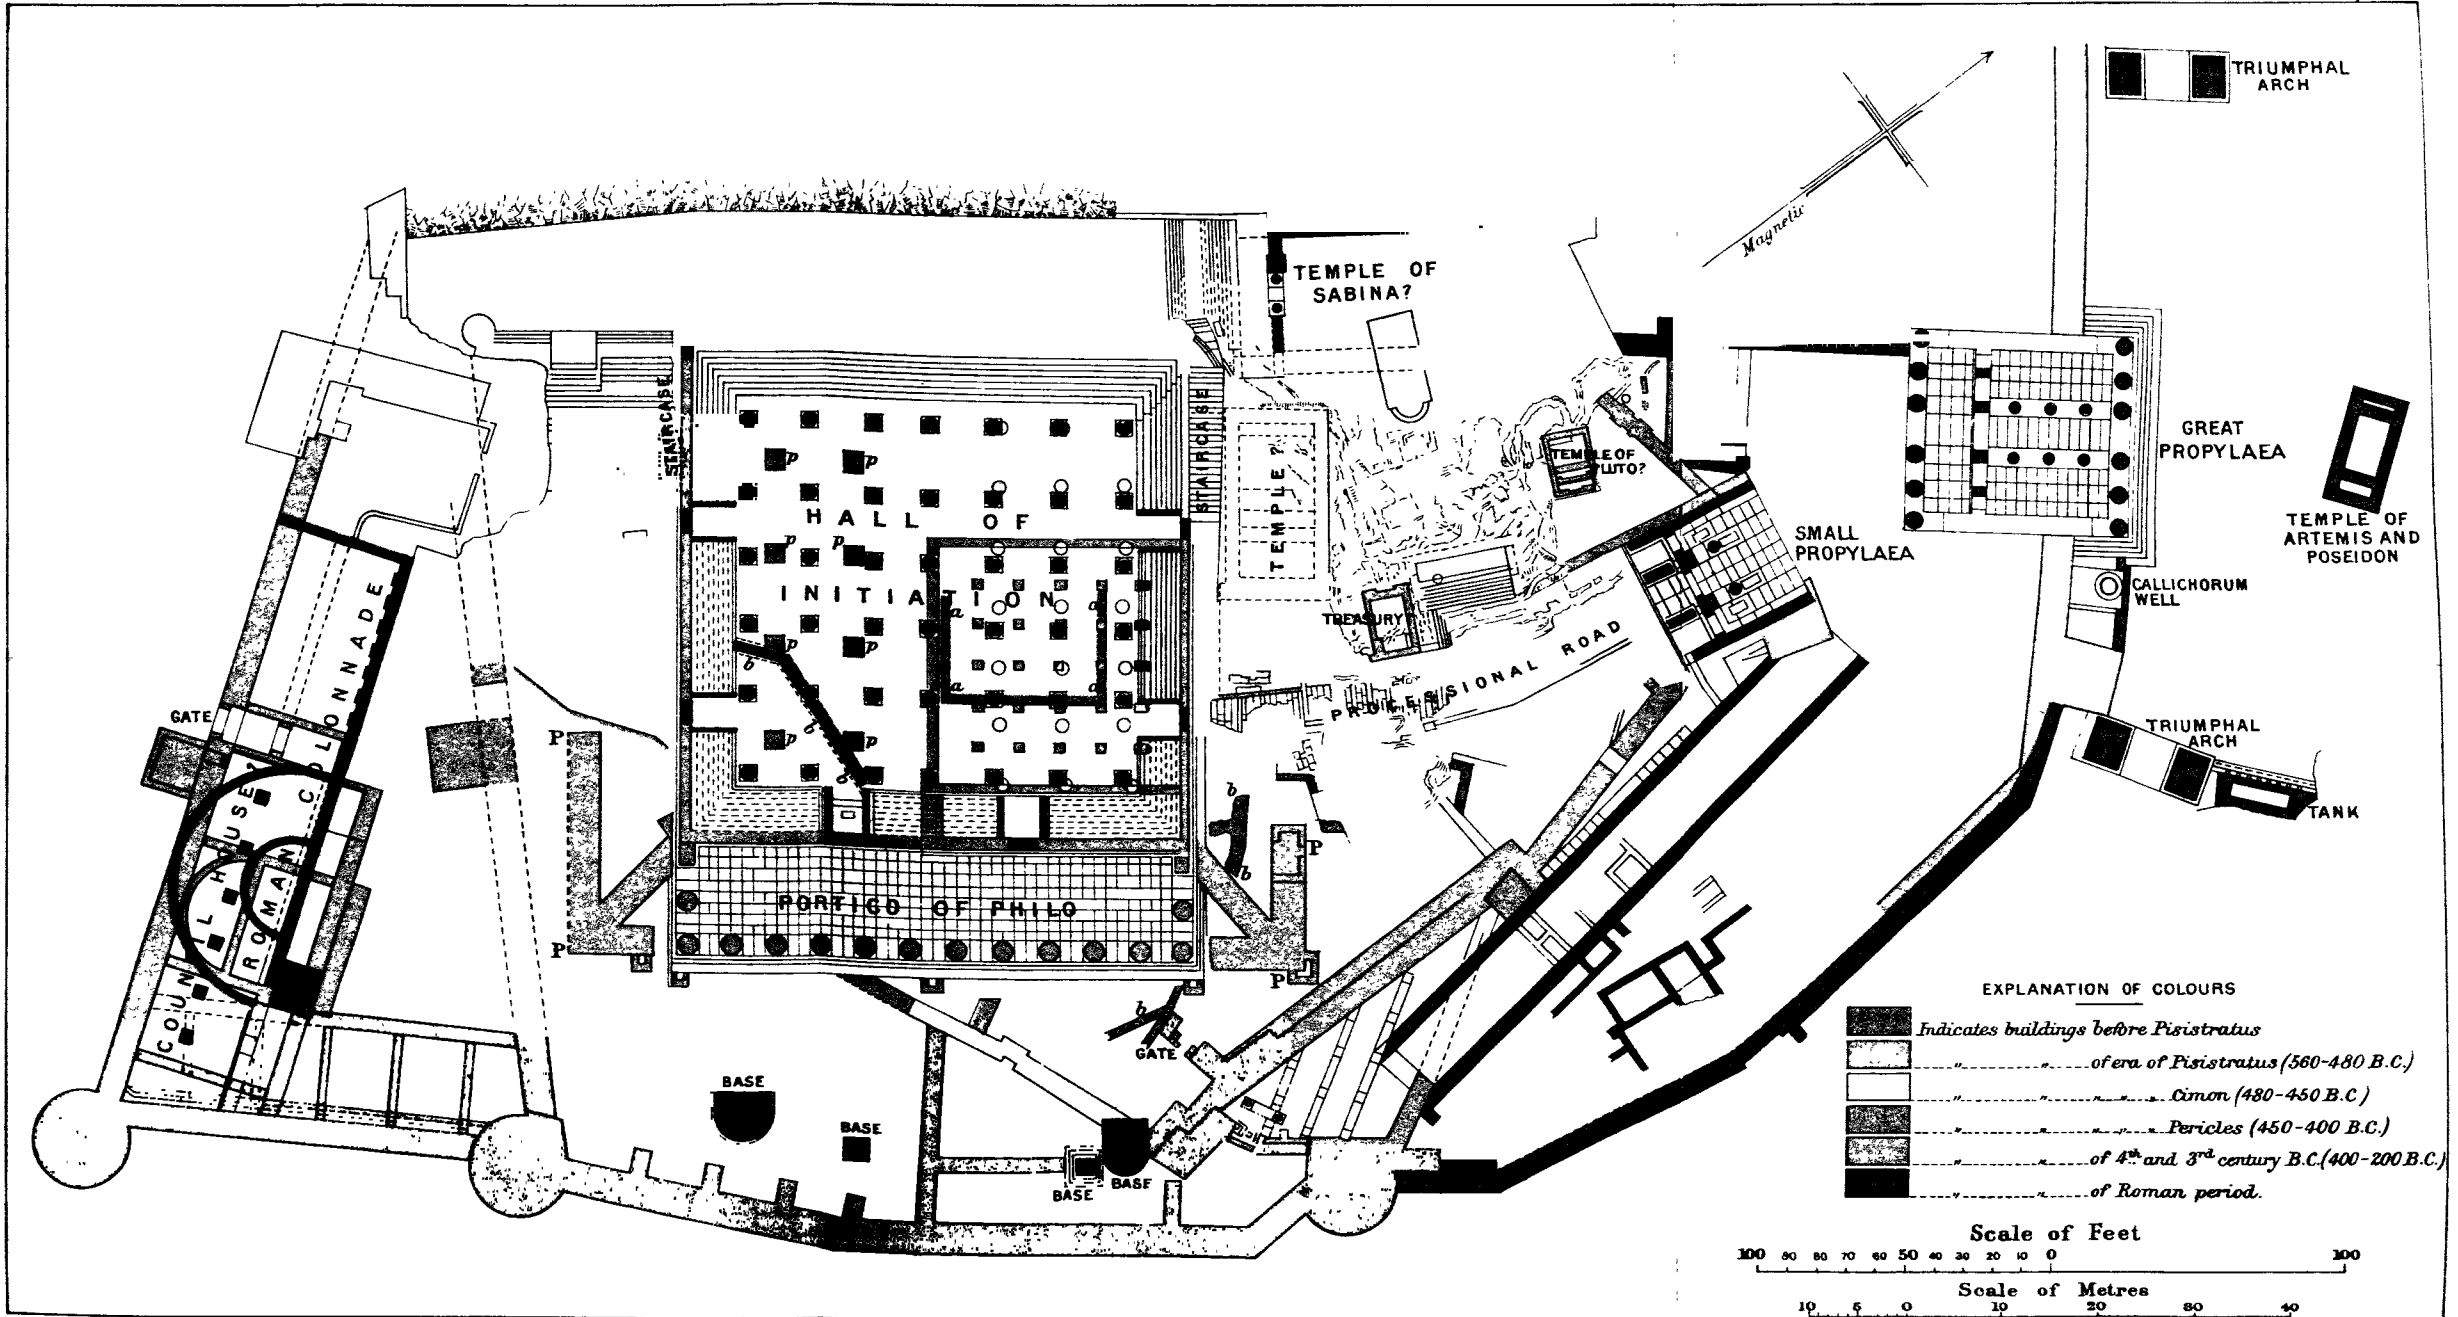 TRIUMPHAL
ARCH
Magnetic
TEMPLE OF
SABINA?
STAIRCASE
STAIRCASE
TEMPLE ?
TEMPLE OF
PLUTO?
GREAT
PROPYLAEA
TEMPLE OF
ARTEMIS AND
POSEIDON
SMALL
PROPYLAEA
CALLICHORUM
WELL
HALL OF
INITIATION
p
p
p
p
p
p
p
p
a
a
a
a
b
b
b
TREASURY?
PROCESSIONAL ROAD
ROMAN COLONNADE
GATE
COUNCIL HOUSE
P
P
P
P
b
b
PORTICO OF PHILO
TRIUMPHAL
ARCH
TANK
b
GATE
BASE
BASE
BASE
BASE
EXPLANATION OF COLOURS
Indicates buildings before Pisistratus
" " of era of Pisistratus (560-480 B.C.)
" " " " " Cimon (480-450 B.C)
" " " " " Pericles (450-400 B.C.)
" " of 4th and 3rd century B.C. (400-200 B.C.)
" " of Roman period.
Scale of Feet
100 90 80 70 60 50 40 30 20 10 0 100
Scale of Metres
10 5 0 10 20 30 40